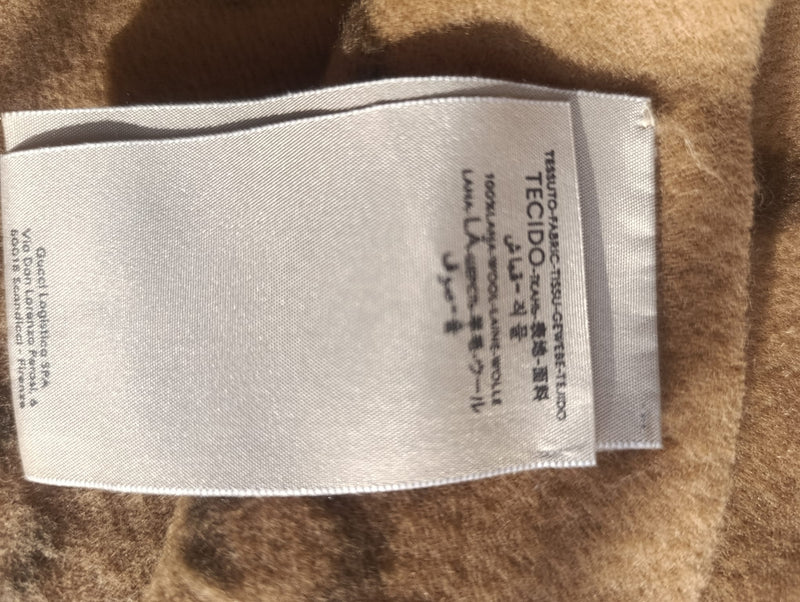 TESSUTO-FABRIC-TISSU-GEWEBE-TEJIDO
TECIDO-ТКАНЬ-表地-面料
قماش-직물
100%LANA-WOOL-LAINE-WOLLE
LANA-LÃ-ШЕРСТЬ-羊毛-ウール
صوف-울
Gucci Logistica SPA
Via Don Lorenzo Perosi, 6
50018 Scandicci - Firenze